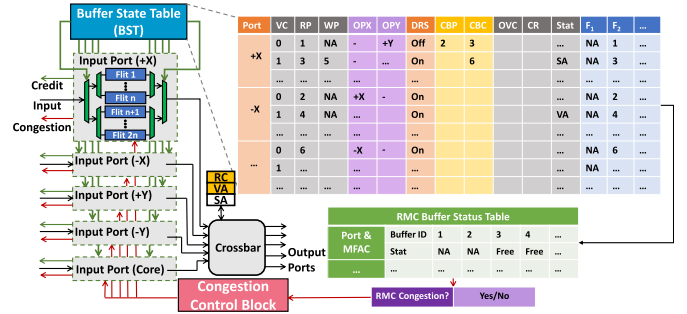 Buffer State Table
(BST)
Input Port (+X)
Flit 1
Flit n
Flit n+1
Flit 2n
Credit
Input
Congestion
Input Port (-X)
Input Port (+Y)
Input Port (-Y)
Input Port (Core)
RC
VA
SA
Crossbar
Output
Ports
Congestion
Control Block
Port VC RP WP OPX OPY DRS CBP CBC OVC CR Stat F1 F2 ...
+X 0 1 NA - +Y Off 2 3 ... NA 1 ...
1 3 5 - ... On 6 SA NA 3 ...
... ... ... ... ... ...
-X 0 2 NA +X - On ... NA 2 ...
1 4 NA ... On VA NA 4 ...
... ... ... ... ... ...
... 0 6 -X - On ... NA 6 ...
1 ... NA ...
... ... ... ... ... ... ... ... ...
RMC Buffer Status Table
Port &
MFAC
Buffer ID 1 2 3 4 ...
Stat NA NA Free Free ...
... ... ... ... ... ... ...
RMC Congestion? Yes/No